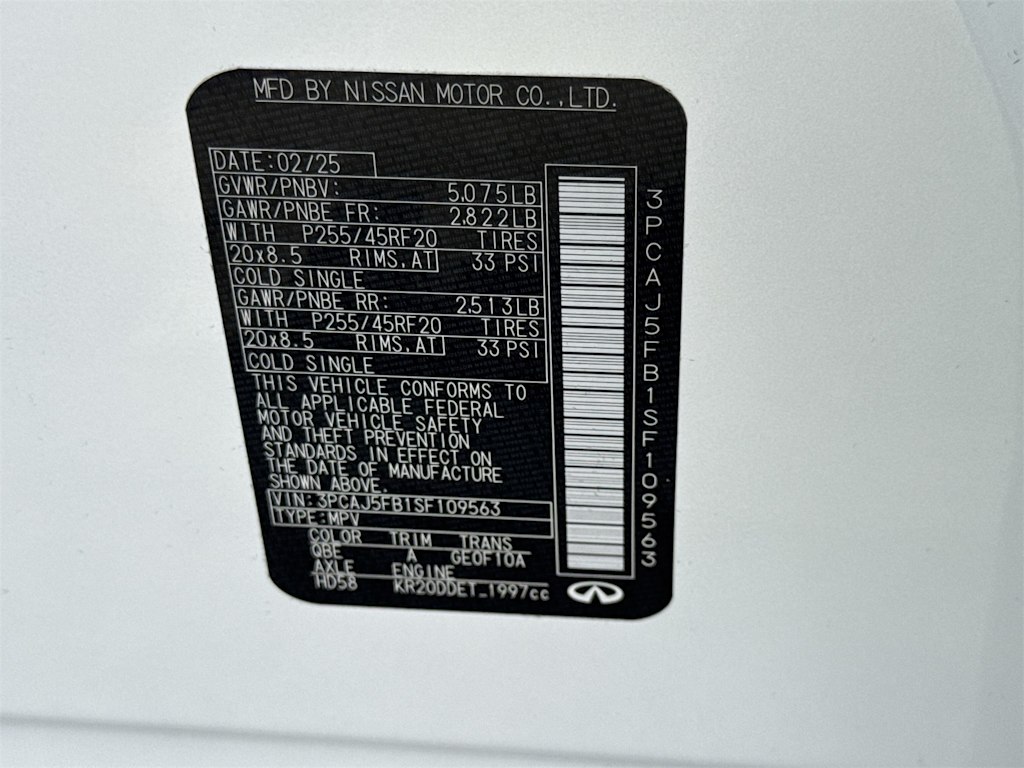 MFD BY NISSAN MOTOR CO.,LTD.
DATE:02/25
GVWR/PNBV: 5,075LB
GAWR/PNBE FR: 2,822LB
WITH P255/45RF20 TIRES
20x8.5 RIMS,AT 33 PSI
COLD SINGLE
GAWR/PNBE RR: 2,513LB
WITH P255/45RF20 TIRES
20x8.5 RIMS,AT 33 PSI
COLD SINGLE
THIS VEHICLE CONFORMS TO
ALL APPLICABLE FEDERAL
MOTOR VEHICLE SAFETY
AND THEFT PREVENTION
STANDARDS IN EFFECT ON
THE DATE OF MANUFACTURE
SHOWN ABOVE.
VIN:3PCAJ5FB1SF109563
TYPE:MPV
COLOR TRIM TRANS
QBE A GE0F10A
AXLE ENGINE
HD58 KR20DDET-1997cc
3PCAJ5FB1SF109563